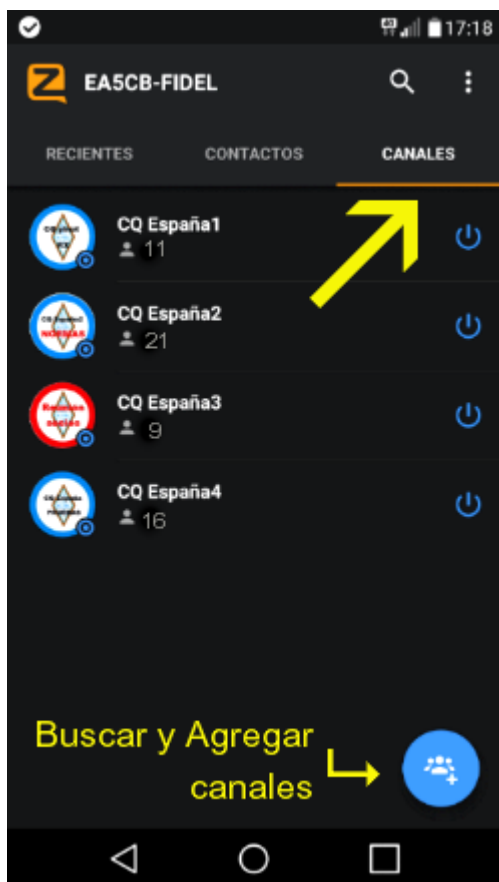 17:18
EA5CB-FIDEL
RECIENTES CONTACTOS CANALES
CQ España1
11
CQ España2
21
CQ España3
9
CQ España4
16
Buscar y Agregar
canales